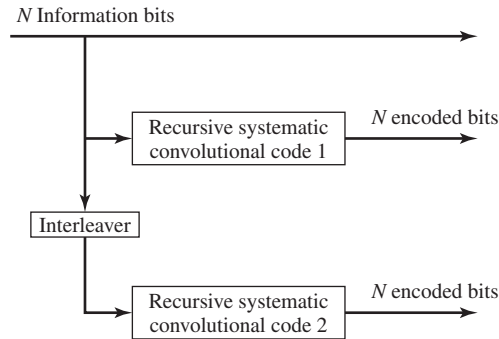 N Information bits
Recursive systematic
convolutional code 1
N encoded bits
Interleaver
Recursive systematic
convolutional code 2
N encoded bits